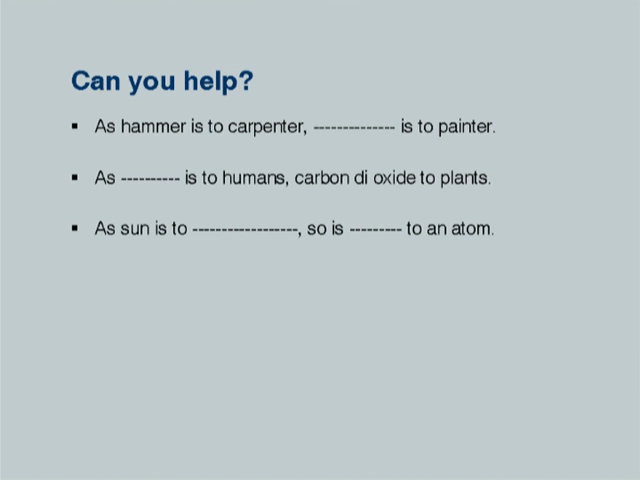 Can you help?
▪ As hammer is to carpenter, -------------- is to painter.
▪ As ---------- is to humans, carbon di oxide to plants.
▪ As sun is to ------------------, so is --------- to an atom.